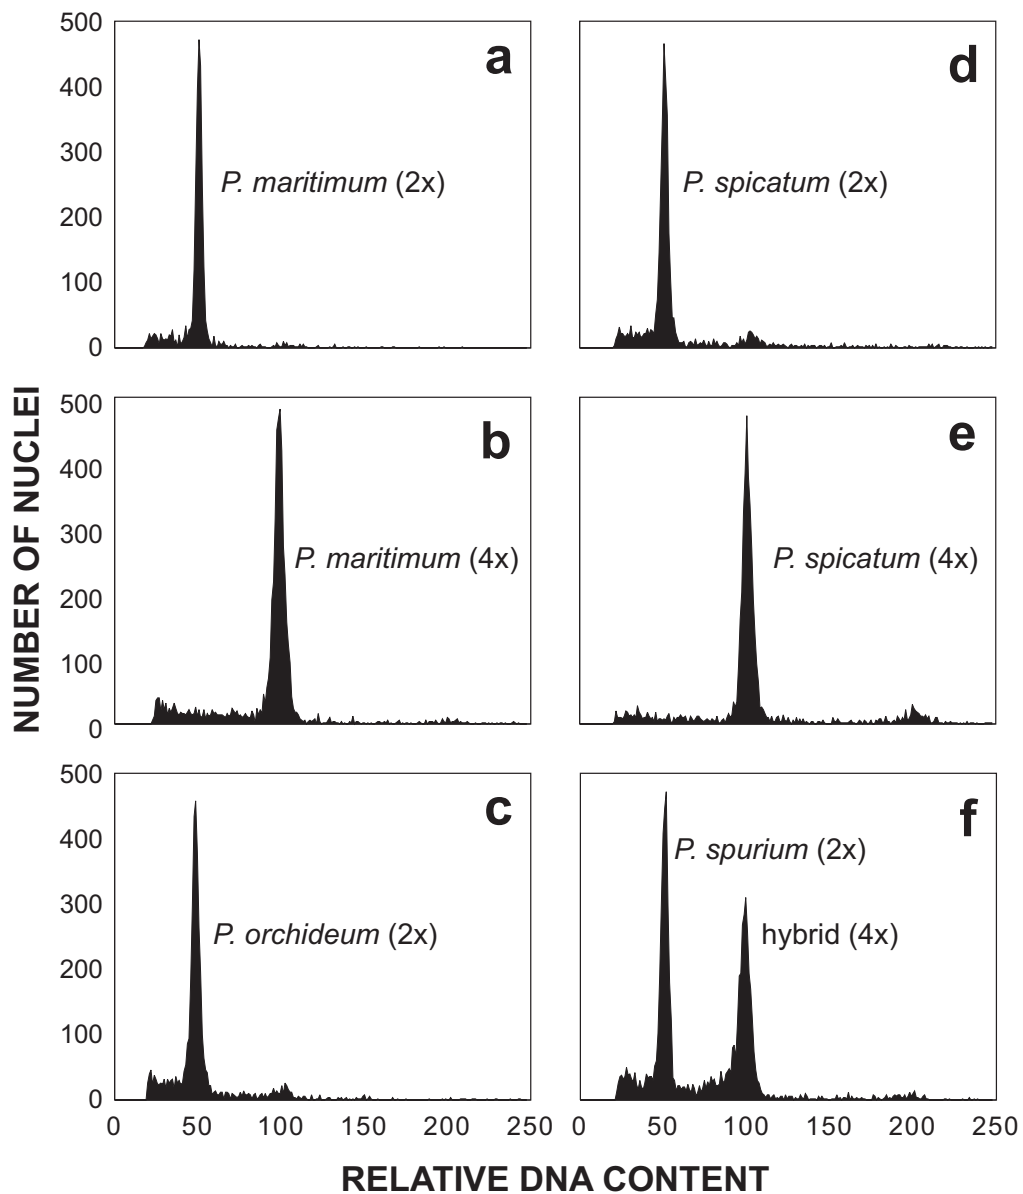 NUMBER OF NUCLEI
500
400
300
200
100
0
a
P. maritimum (2x)
d
P. spicatum (2x)
500
400
300
200
100
0
b
P. maritimum (4x)
e
P. spicatum (4x)
500
400
300
200
100
0
c
P. orchideum (2x)
f
P. spurium (2x)
hybrid (4x)
0 50 100 150 200 250
0 50 100 150 200 250
RELATIVE DNA CONTENT